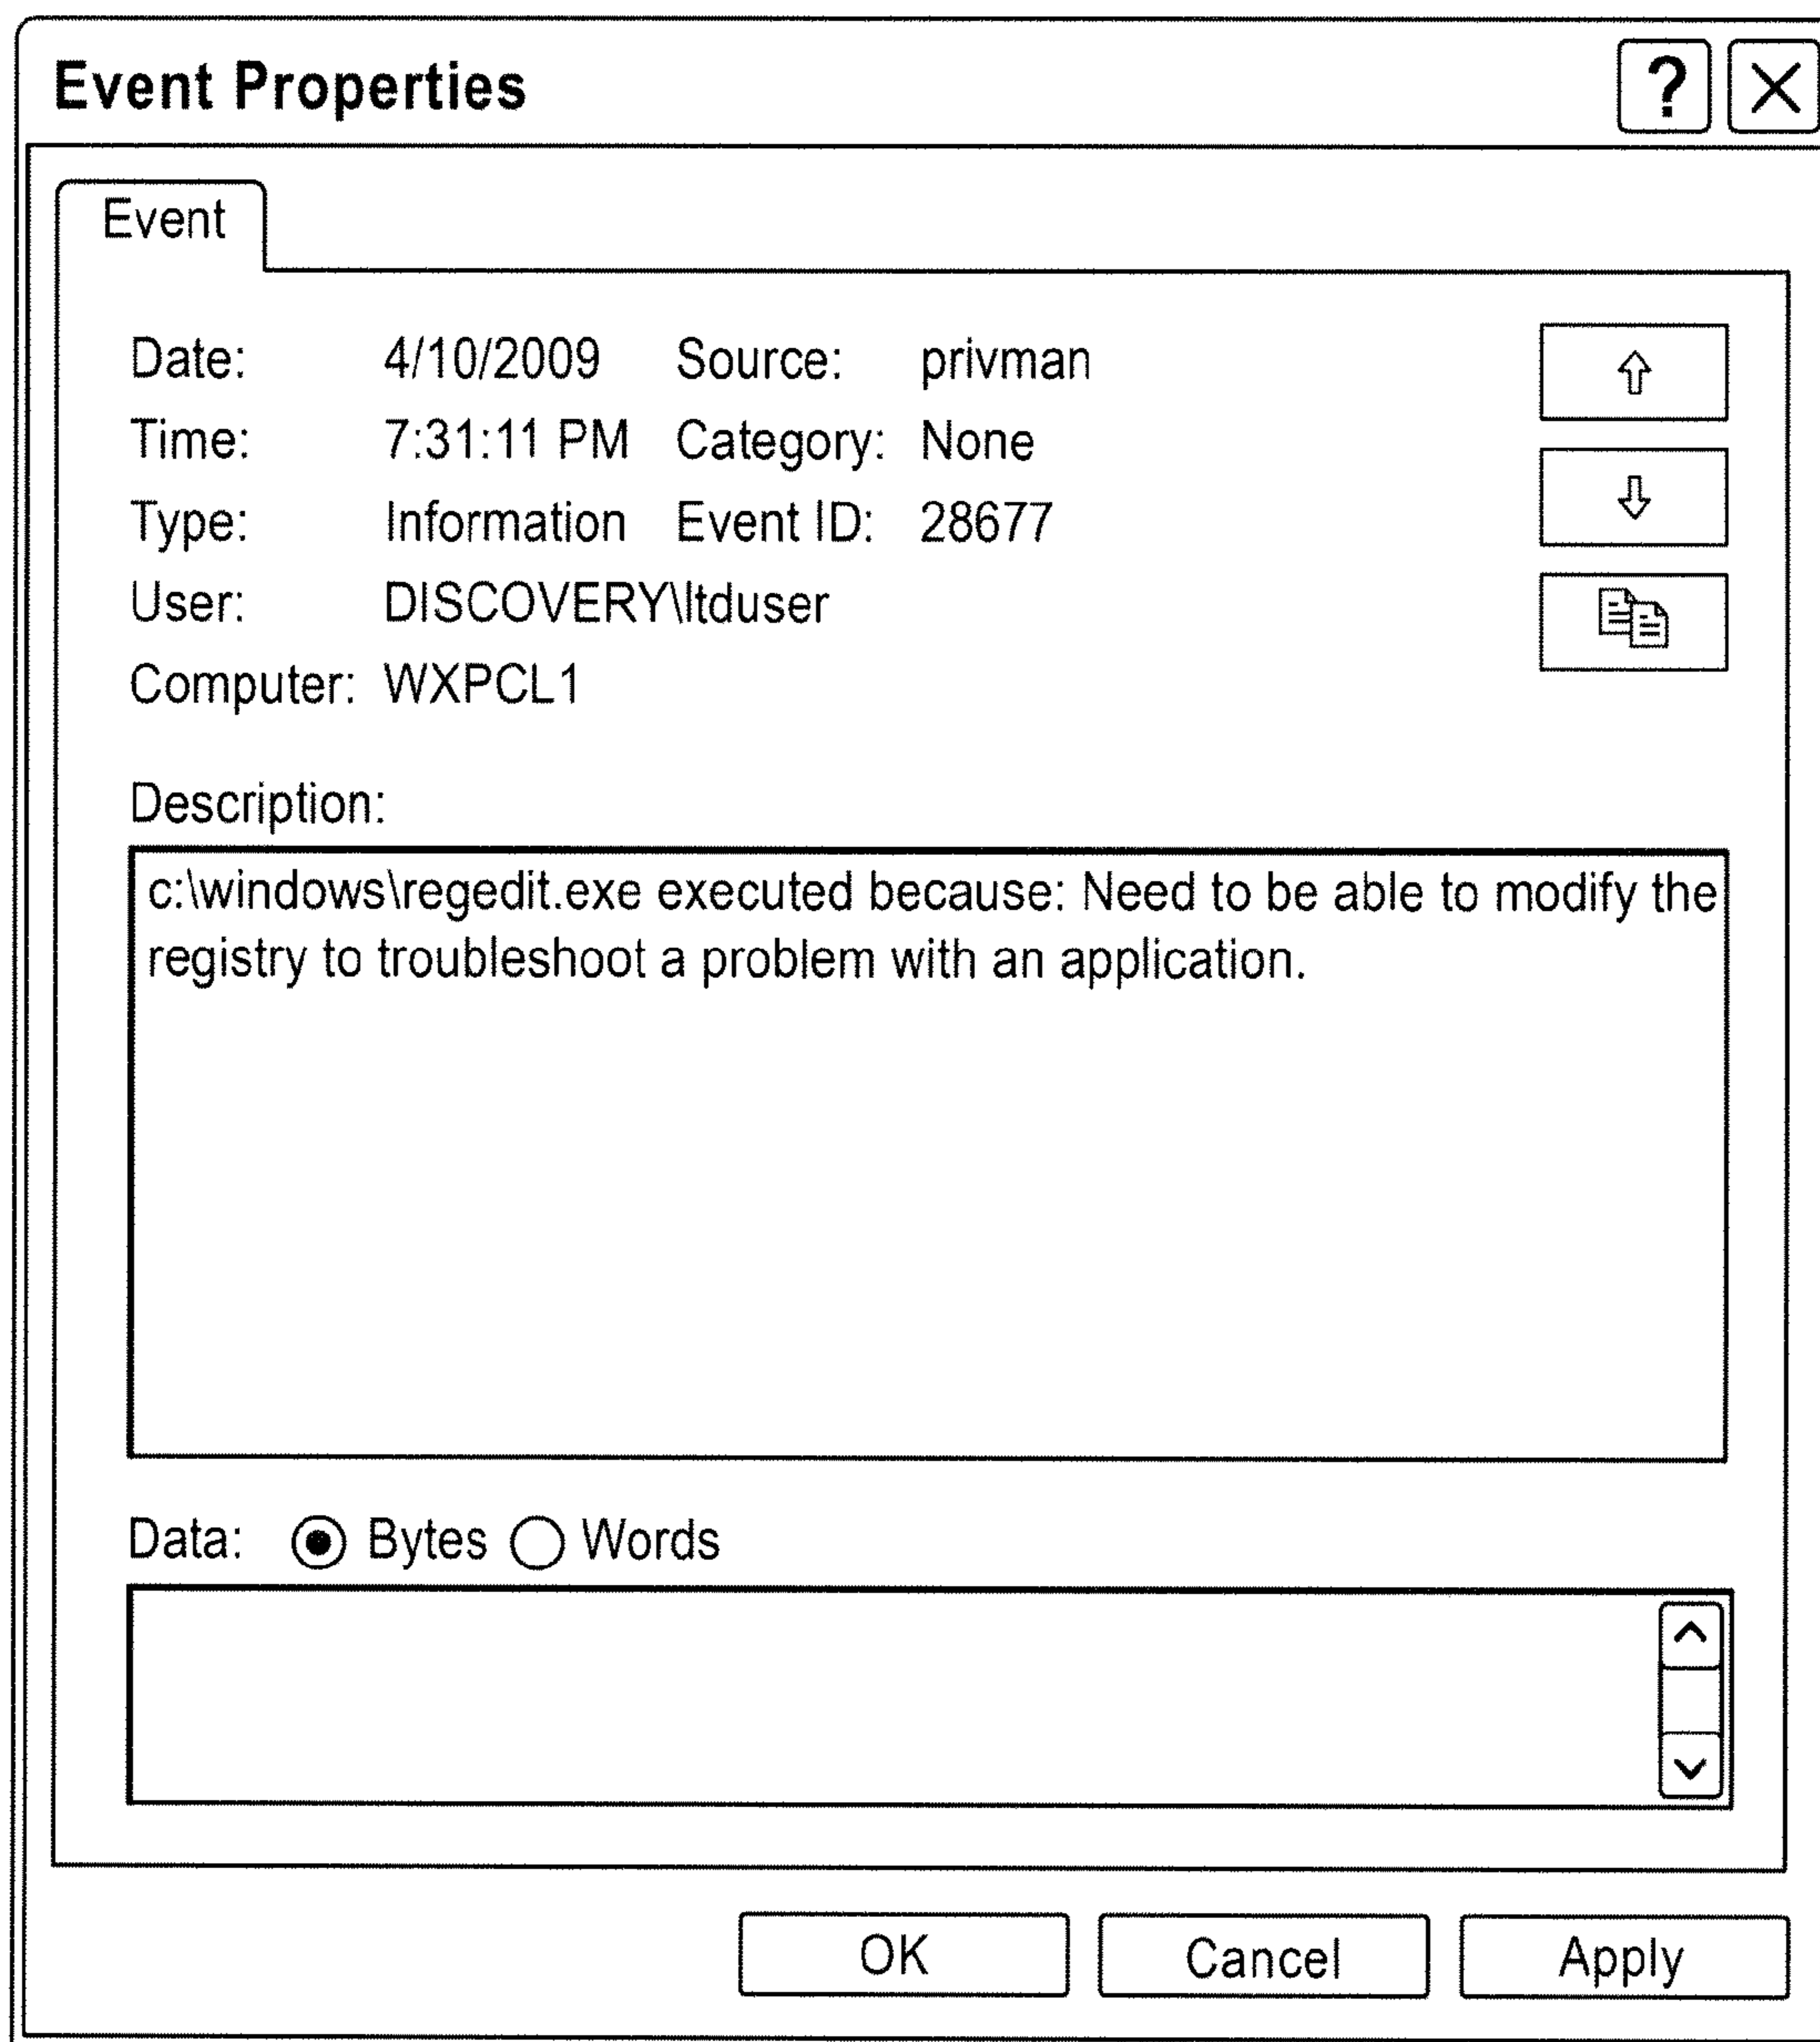 Event Properties ? X
Event
Date: 4/10/2009 Source: privman
Time: 7:31:11 PM Category: None
Type: Information Event ID: 28677
User: DISCOVERY\ltduser
Computer: WXPCL1
Description:
c:\windows\regedit.exe executed because: Need to be able to modify the
registry to troubleshoot a problem with an application.
Data: Bytes Words
OK Cancel Apply